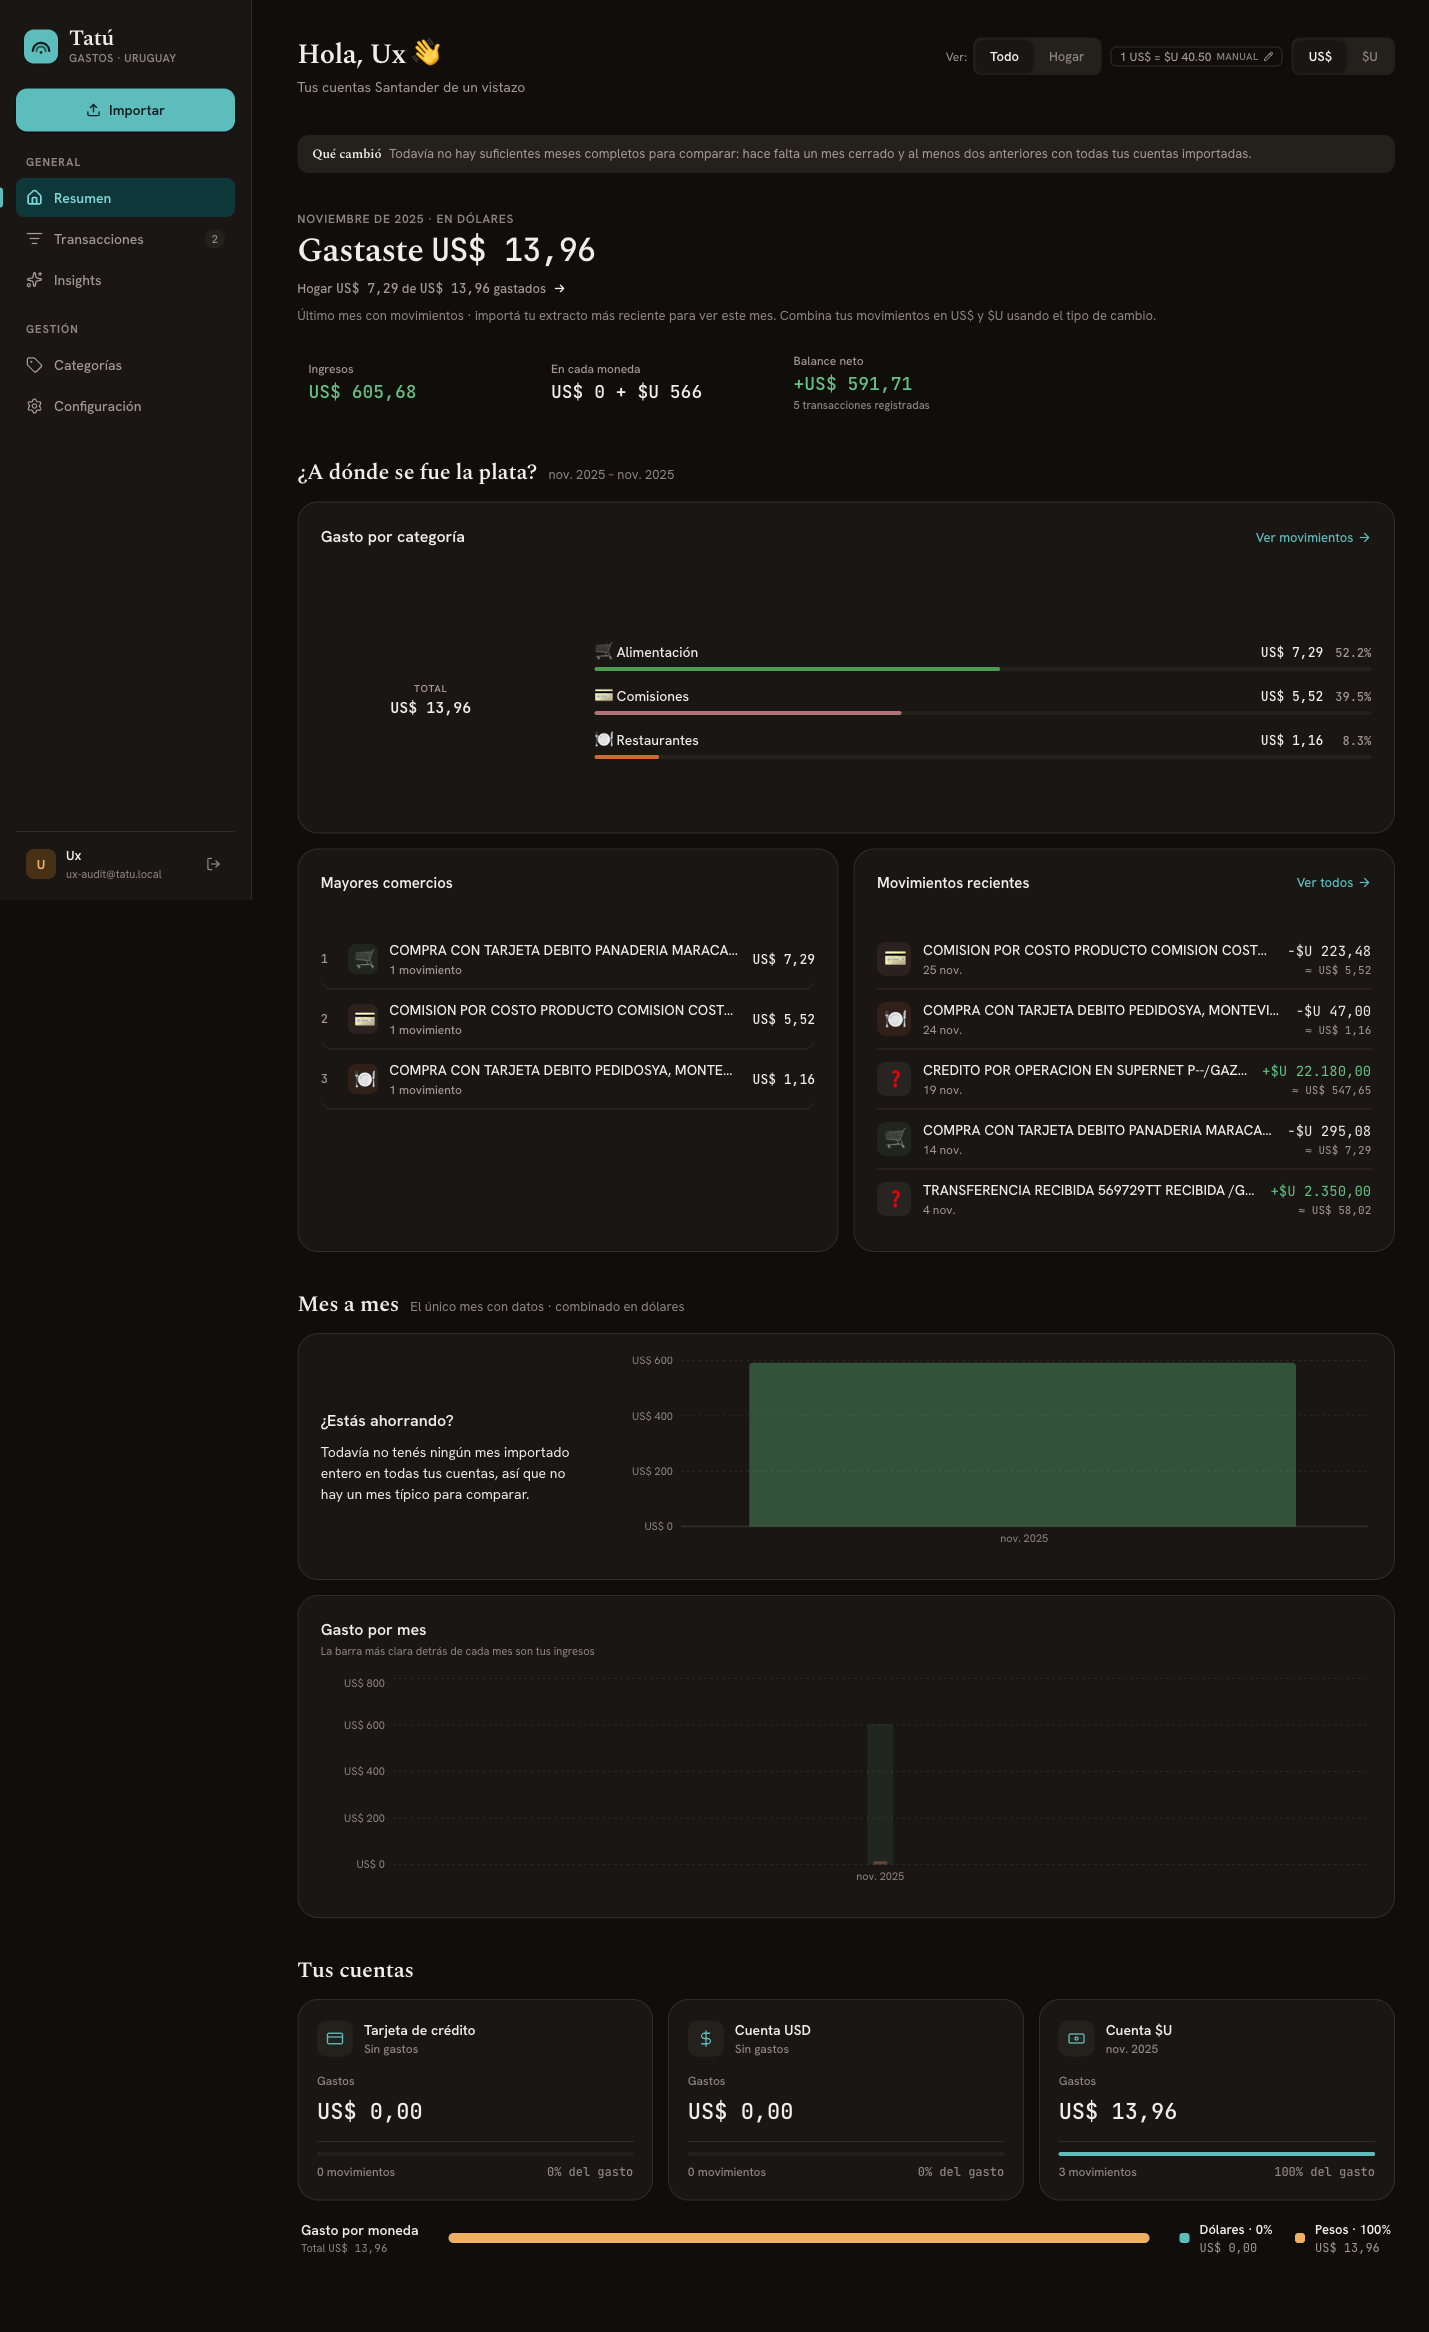 Tatú
GASTOS · URUGUAY
Importar
GENERAL
Resumen
Transacciones 2
Insights
GESTIÓN
Categorías
Configuración
U
Ux
ux-audit@tatu.local
Hola, Ux 👋
Tus cuentas Santander de un vistazo
Ver: Todo Hogar 1 US$ = $U 40.50 MANUAL US$ $U
Qué cambió Todavía no hay suficientes meses completos para comparar: hace falta un mes cerrado y al menos dos anteriores con todas tus cuentas importadas.
NOVIEMBRE DE 2025 · EN DÓLARES
Gastaste US$ 13,96
Hogar US$ 7,29 de US$ 13,96 gastados →
Último mes con movimientos · importá tu extracto más reciente para ver este mes. Combina tus movimientos en US$ y $U usando el tipo de cambio.
Ingresos
US$ 605,68
En cada moneda
US$ 0 + $U 566
Balance neto
+US$ 591,71
5 transacciones registradas
¿A dónde se fue la plata? nov. 2025 – nov. 2025
Gasto por categoría
Ver movimientos →
TOTAL
US$ 13,96
Alimentación US$ 7,29 52.2%
Comisiones US$ 5,52 39.5%
Restaurantes US$ 1,16 8.3%
Mayores comercios
1 COMPRA CON TARJETA DEBITO PANADERIA MARACA... US$ 7,29
1 movimiento
2 COMISION POR COSTO PRODUCTO COMISION COST... US$ 5,52
1 movimiento
3 COMPRA CON TARJETA DEBITO PEDIDOSYA, MONTE... US$ 1,16
1 movimiento
Movimientos recientes
Ver todos →
COMISION POR COSTO PRODUCTO COMISION COST... -$U 223,48
25 nov. ≈ US$ 5,52
COMPRA CON TARJETA DEBITO PEDIDOSYA, MONTEVI... -$U 47,00
24 nov. ≈ US$ 1,16
CREDITO POR OPERACION EN SUPERNET P--/GAZ... +$U 22.180,00
19 nov. ≈ US$ 547,65
COMPRA CON TARJETA DEBITO PANADERIA MARACA... -$U 295,08
14 nov. ≈ US$ 7,29
TRANSFERENCIA RECIBIDA 569729TT RECIBIDA /G... +$U 2.350,00
4 nov. ≈ US$ 58,02
Mes a mes El único mes con datos · combinado en dólares
¿Estás ahorrando?
Todavía no tenés ningún mes importado
entero en todas tus cuentas, así que no
hay un mes típico para comparar.
US$ 600
US$ 400
US$ 200
US$ 0
nov. 2025
Gasto por mes
La barra más clara detrás de cada mes son tus ingresos
US$ 800
US$ 600
US$ 400
US$ 200
US$ 0
nov. 2025
Tus cuentas
Tarjeta de crédito
Sin gastos
Gastos
US$ 0,00
0 movimientos 0% del gasto
Cuenta USD
Sin gastos
Gastos
US$ 0,00
0 movimientos 0% del gasto
Cuenta $U
nov. 2025
Gastos
US$ 13,96
3 movimientos 100% del gasto
Gasto por moneda
Total US$ 13,96
Dólares · 0%
US$ 0,00
Pesos · 100%
US$ 13,96